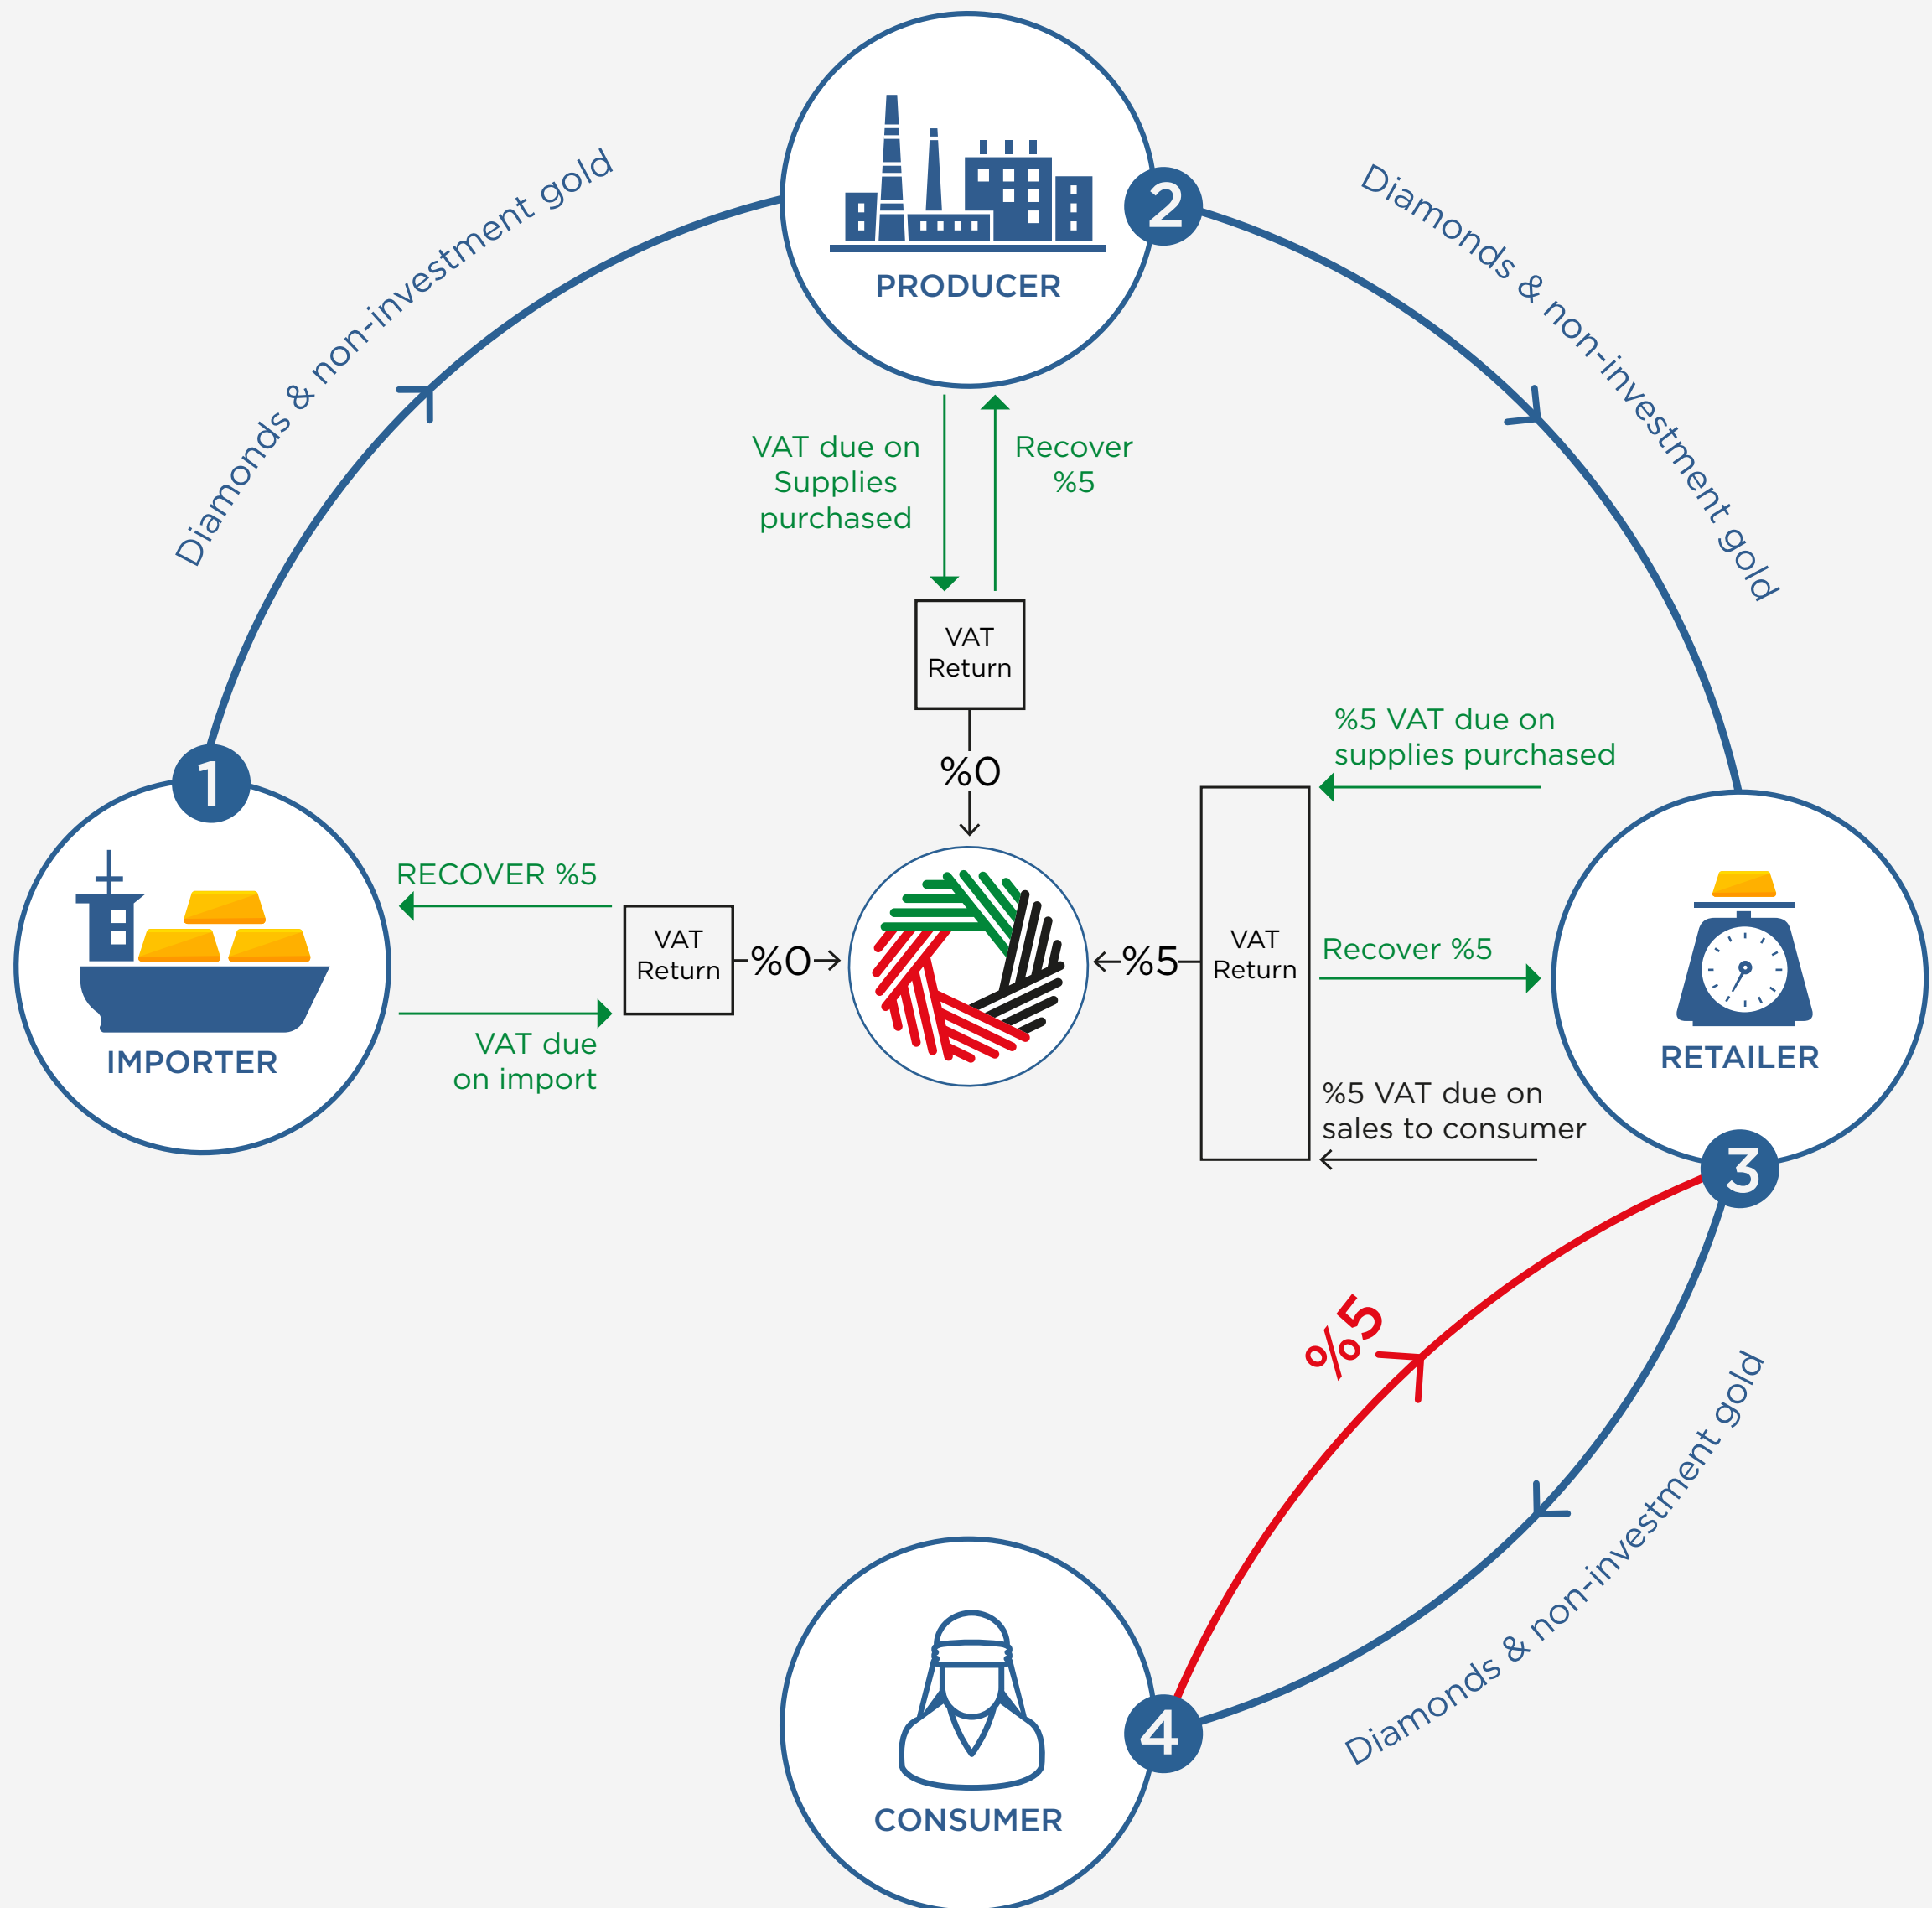 PRODUCER
2
Diamonds & non-investment gold
Diamonds & non-investment gold
VAT due on
Supplies
purchased
Recover
%5
VAT
Return
%0
1
IMPORTER
RECOVER %5
VAT due
on import
VAT
Return
%0
%5
VAT
Return
%5 VAT due on
supplies purchased
Recover %5
%5 VAT due on
sales to consumer
RETAILER
3
%5
Diamonds & non-investment gold
4
CONSUMER